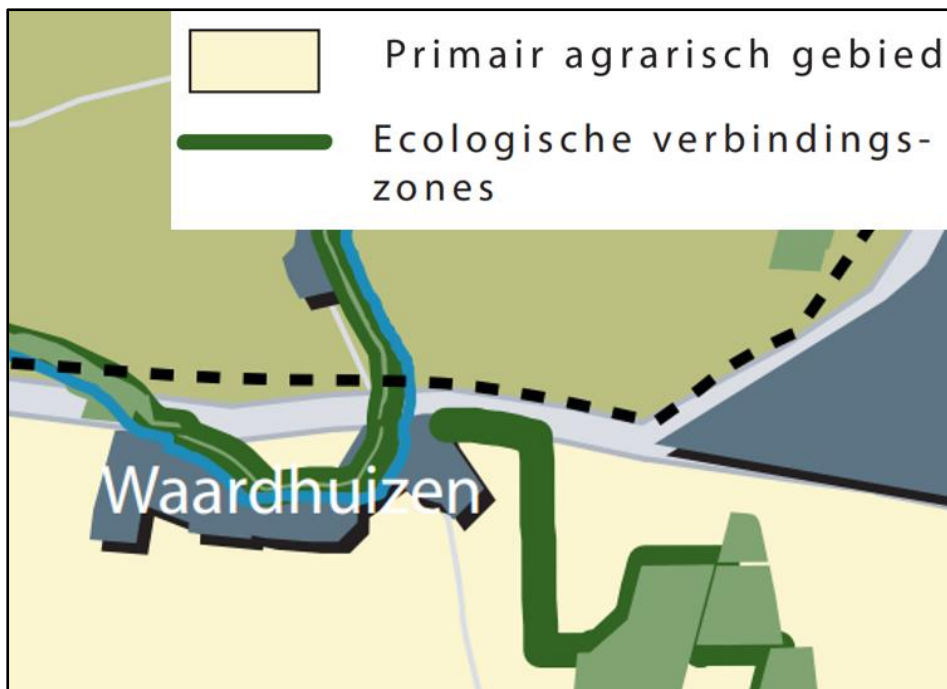 Primair agrarisch gebied
Ecologische verbindings-
zones
Waardhuizen